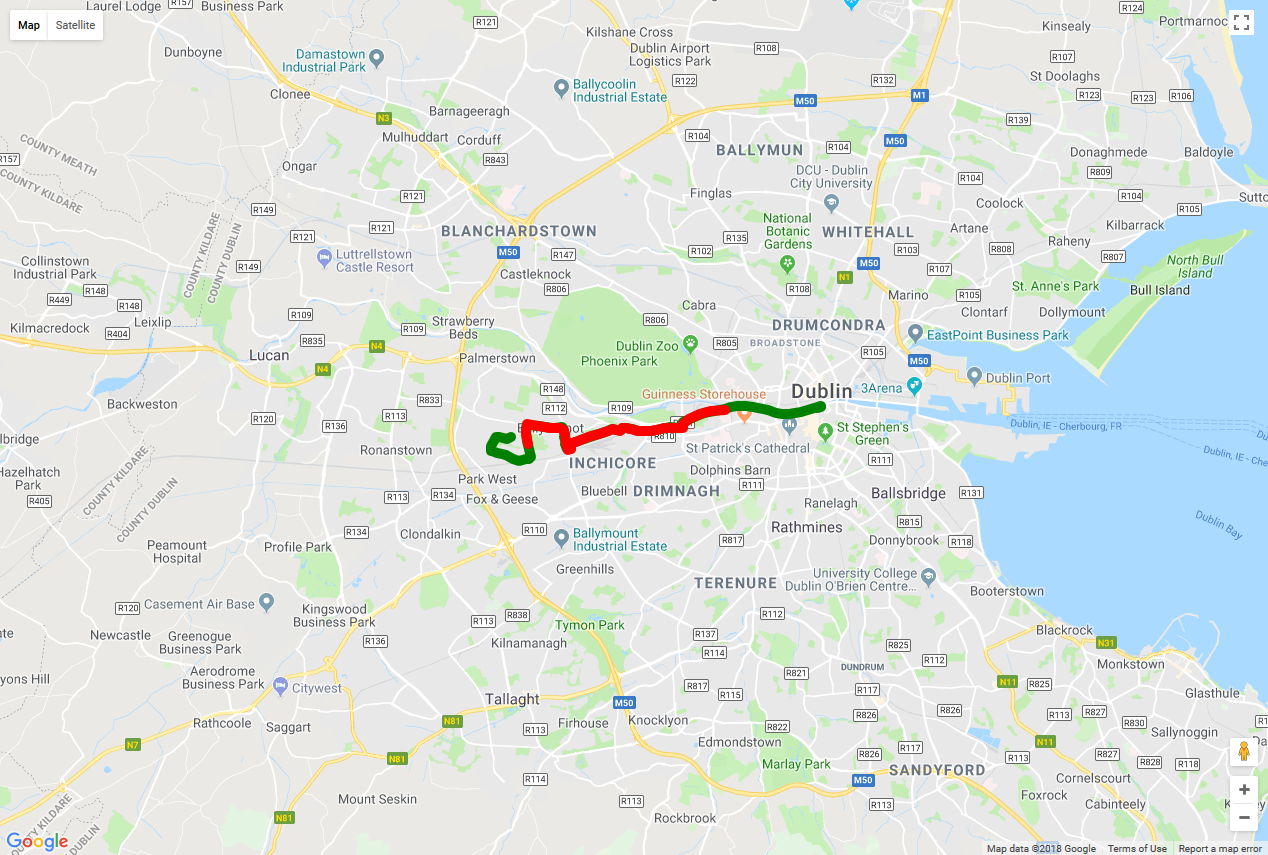 Map
Satellite
Laurel Lodge
R157
Business Park
R121
Kilshane Cross
Dublin Airport
Logistics Park
R108
R124
Portmarnoc
Kinsealy
Dunboyne
Damastown
Industrial Park
R122
R132
R107
St Doolaghs
Clonee
Ballycoolin
Industrial Estate
M50
M1
R123
R123
R106
Barnageeragh
N3
R139
Mulhuddart
Corduff
R104
M50
COUNTY MEATH
COUNTY KILDARE
R157
R843
BALLYMUN
R104
Donaghmede
Baldoyle
Ongar
DCU - Dublin
City University
R104
R809
R121
Finglas
R104
Sutto
R149
Coolock
R105
National
Botanic
Gardens
Kilbarrack
R121
R121
BLANCHARDSTOWN
R135
WHITEHALL
Artane
Raheny
M50
R147
R102
R103
R808
R807
Luttrellstown
Castle Resort
COUNTY KILDARE
COUNTY DUBLIN
Collinstown
Industrial Park
R149
Castleknock
M50
R107
North Bull
Island
N1
R148
R449
R806
R108
Marino
R105
St. Anne's Park
Bull Island
R148
Cabra
Clontarf
Dollymount
Leixlip
R109
Kilmacredock
R404
R109
Strawberry
Beds
R806
DRUMCONDRA
EastPoint Business Park
R835
BROADSTONE
N4
Dublin Zoo
R805
Lucan
Palmerstown
Phoenix Park
R105
M50
N4
Dublin Port
R148
Guinness Storehouse
Dublin
3Arena
Backweston
R833
R112
R109
R120
R113
R136
R810
St Stephen's
Green
Dublin, IE - Cherbourg, FR
lbridge
Ronanstown
St Patrick's Cathedral
Dublin, IE -
INCHICORE
R111
Hazelhatch
Park
Park West
Dolphins Barn
R405
COUNTY KILDARE
COUNTY DUBLIN
R113
R134
Fox & Geese
Bluebell
DRIMNAGH
R111
Ballsbridge
R131
Ranelagh
Dublin Bay
R134
Clondalkin
R110
Ballymount
Industrial Estate
Rathmines
R815
R817
Donnybrook
R118
Peamount
Hospital
Profile Park
Greenhills
TERENURE
University College
Dublin O'Brien Centre...
Booterstown
R120
Casement Air Base
Kingswood
Business Park
R838
R113
R112
Tymon Park
Blackrock
Newcastle
Greenogue
Business Park
R136
Kilnamanagh
R137
R114
R825
N31
R112
Monkstown
DUNDRUM
yons Hill
Aerodrome
Business Park
Citywest
R821
N11
R825
R817
R115
R117
Glasthule
Tallaght
M50
Rathcoole
Saggart
N81
Firhouse
Knocklyon
R826
R826
R113
R827
R830
R113
R822
Sallynoggin
N7
Edmondstown
R117
N11
N81
R826
R113
R827
R828
R118
Marlay Park
SANDYFORD
R114
M50
Cornelscourt
Mount Seskin
R113
R113
Foxrock
Cabinteely
COUNTY KILDARE
COUNTY DUBLIN
N81
Rockbrook
Google
Map data ©2018 Google
Terms of Use
Report a map error